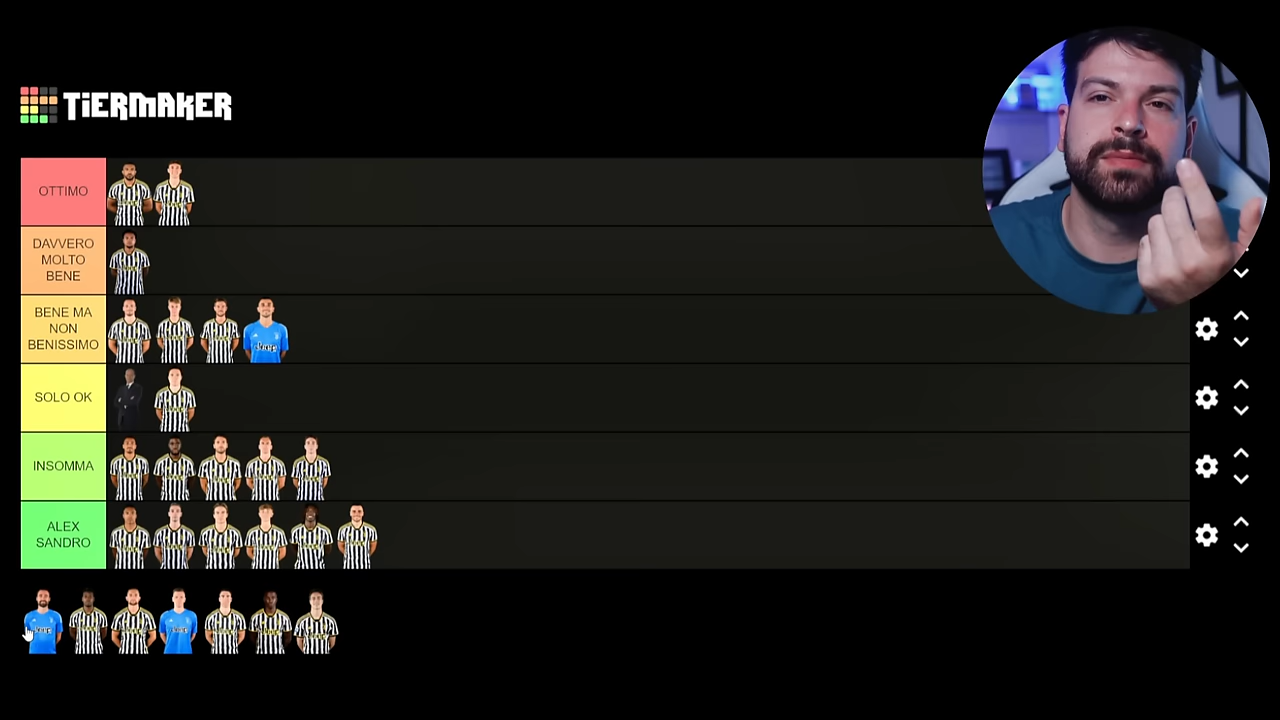 TiERMAKER
OTTIMO
DAVVERO
MOLTO
BENE
BENE MA
NON
BENISSIMO
SOLO OK
INSOMMA
ALEX
SANDRO